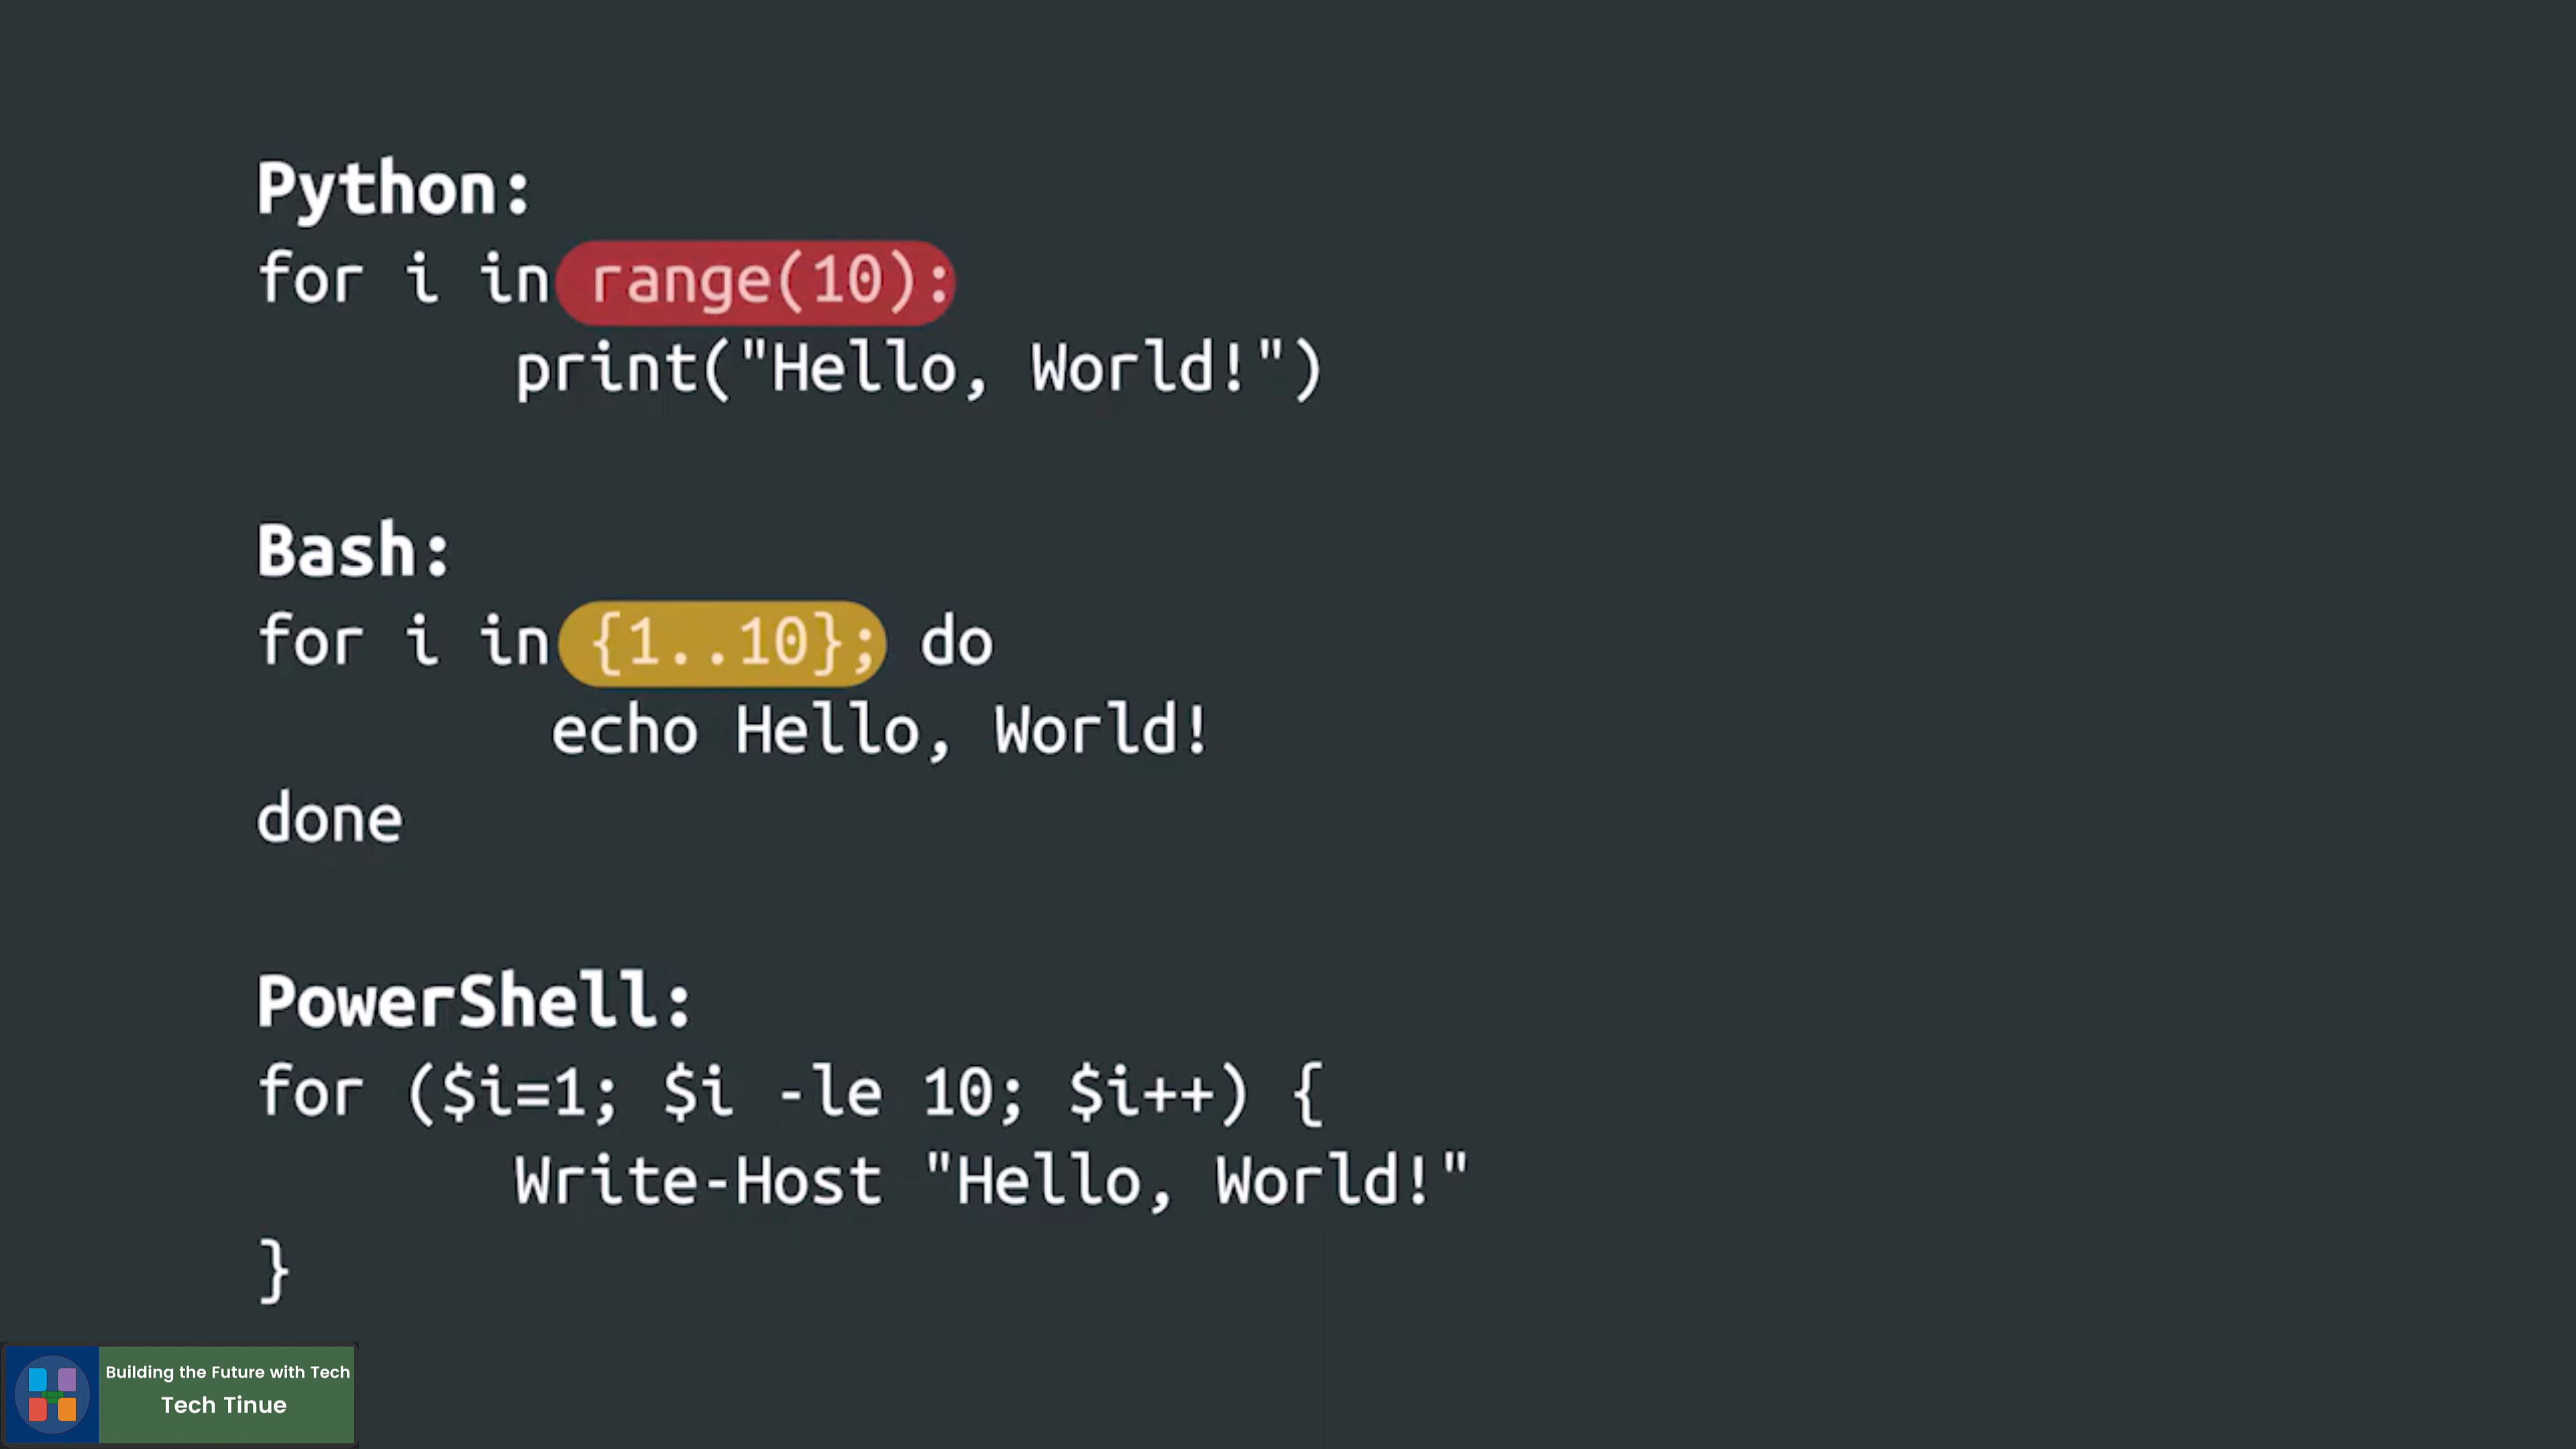 Python:
for i in range(10):
print("Hello, World!")
Bash:
for i in {1..10}; do
echo Hello, World!
done
PowerShell:
for ($i=1; $i -le 10; $i++) {
Write-Host "Hello, World!"
}
Building the Future with Tech
Tech Tinue